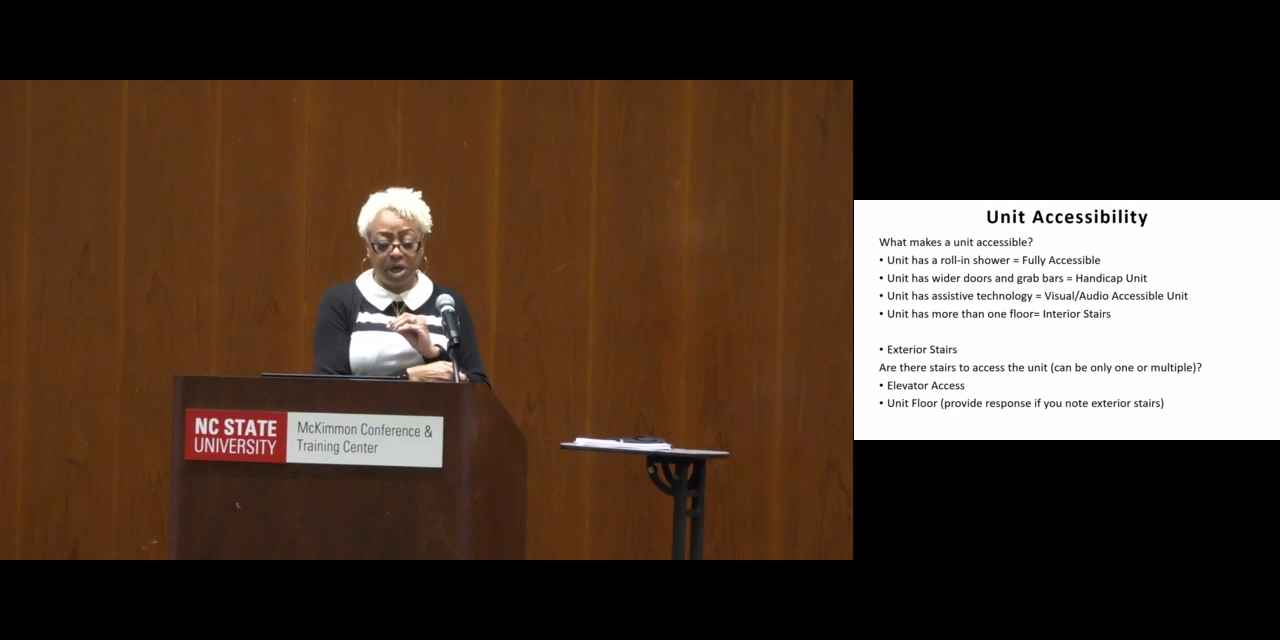 NC STATE
UNIVERSITY
McKimmon Conference &
Training Center
Unit Accessibility
What makes a unit accessible?
• Unit has a roll-in shower = Fully Accessible
• Unit has wider doors and grab bars = Handicap Unit
• Unit has assistive technology = Visual/Audio Accessible Unit
• Unit has more than one floor= Interior Stairs
• Exterior Stairs
Are there stairs to access the unit (can be only one or multiple)?
• Elevator Access
• Unit Floor (provide response if you note exterior stairs)